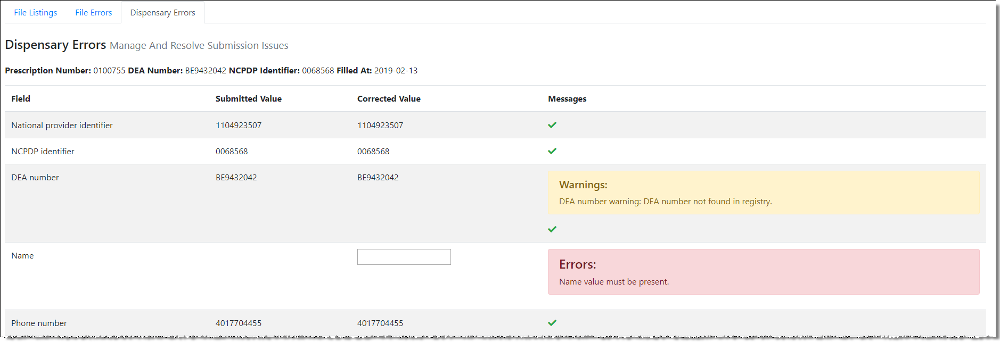 File Listings File Errors Dispensary Errors
Dispensary Errors Manage And Resolve Submission Issues
Prescription Number: 0100755 DEA Number: BE9432042 NCPDP Identifier: 0068568 Filled At: 2019-02-13
Field Submitted Value Corrected Value Messages
National provider identifier 1104923507 1104923507
NCPDP identifier 0068568 0068568
DEA number BE9432042 BE9432042
Warnings:
DEA number warning: DEA number not found in registry.
Name
Errors:
Name value must be present.
Phone number 4017704455 4017704455